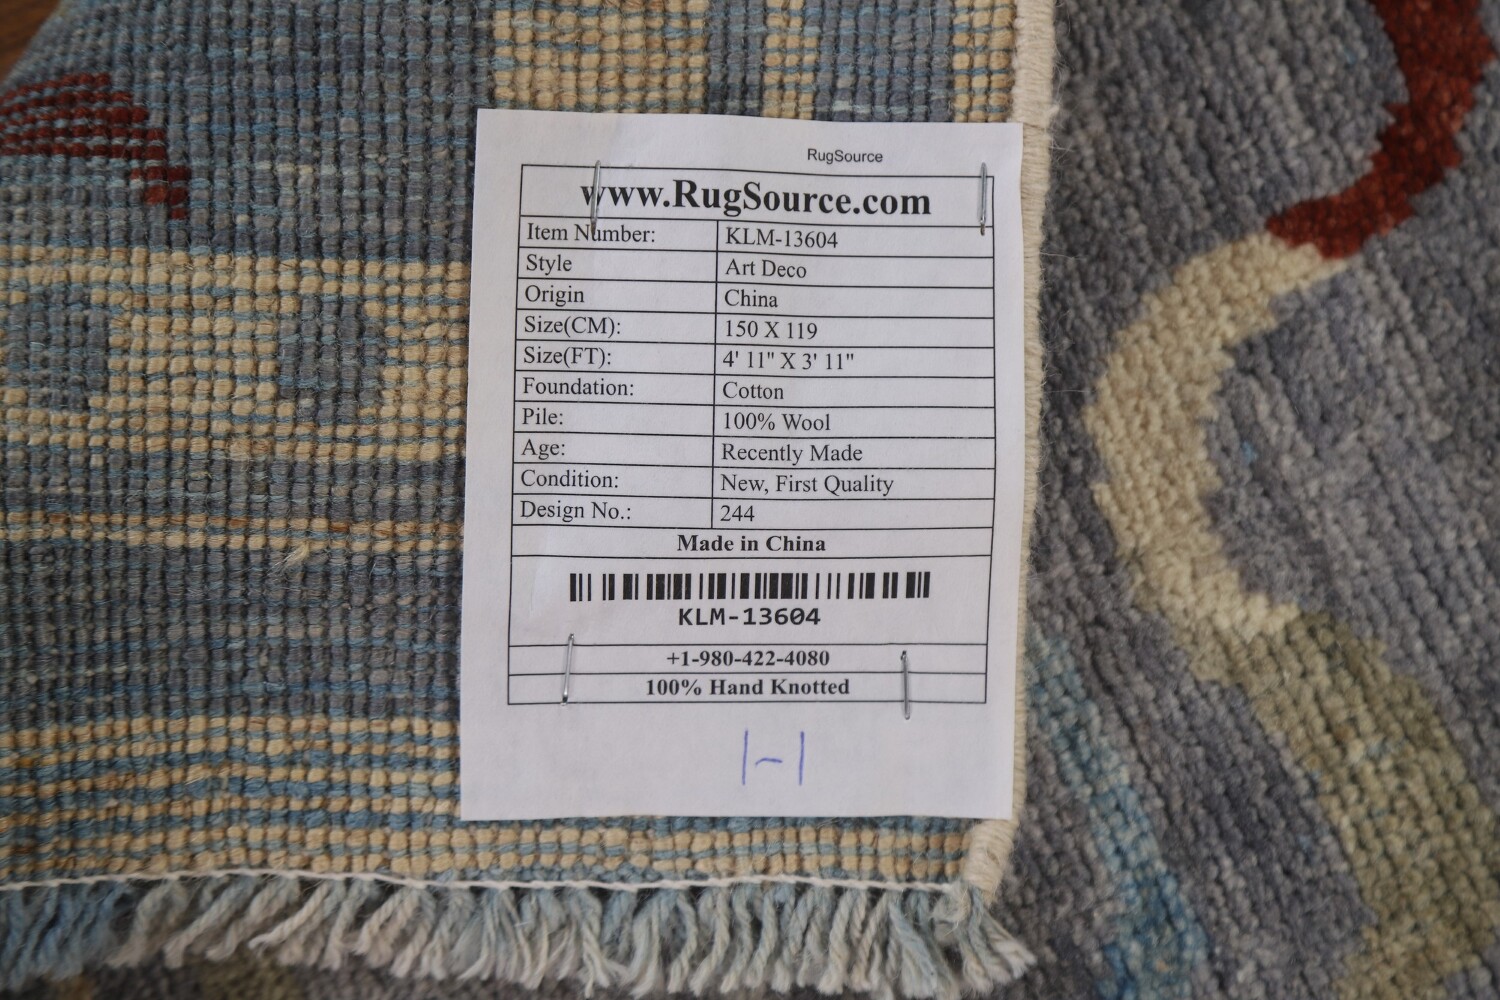 RugSource
www.RugSource.com
Item Number: KLM-13604
Style Art Deco
Origin China
Size(CM): 150 X 119
Size(FT): 4' 11" X 3' 11"
Foundation: Cotton
Pile: 100% Wool
Age: Recently Made
Condition: New, First Quality
Design No.: 244
Made in China
KLM-13604
+1-980-422-4080
100% Hand Knotted
1-1